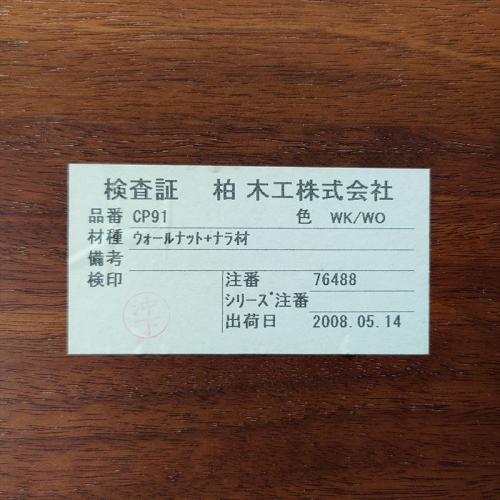 検査証 柏木工株式会社
品番 CP91 色 WK/WO
材種 ｳｫｰﾙﾅｯﾄ+ﾅﾗ材
備考
検印 注番 76488
ｼﾘｰｽﾞ注番
出荷日 2008.05.14